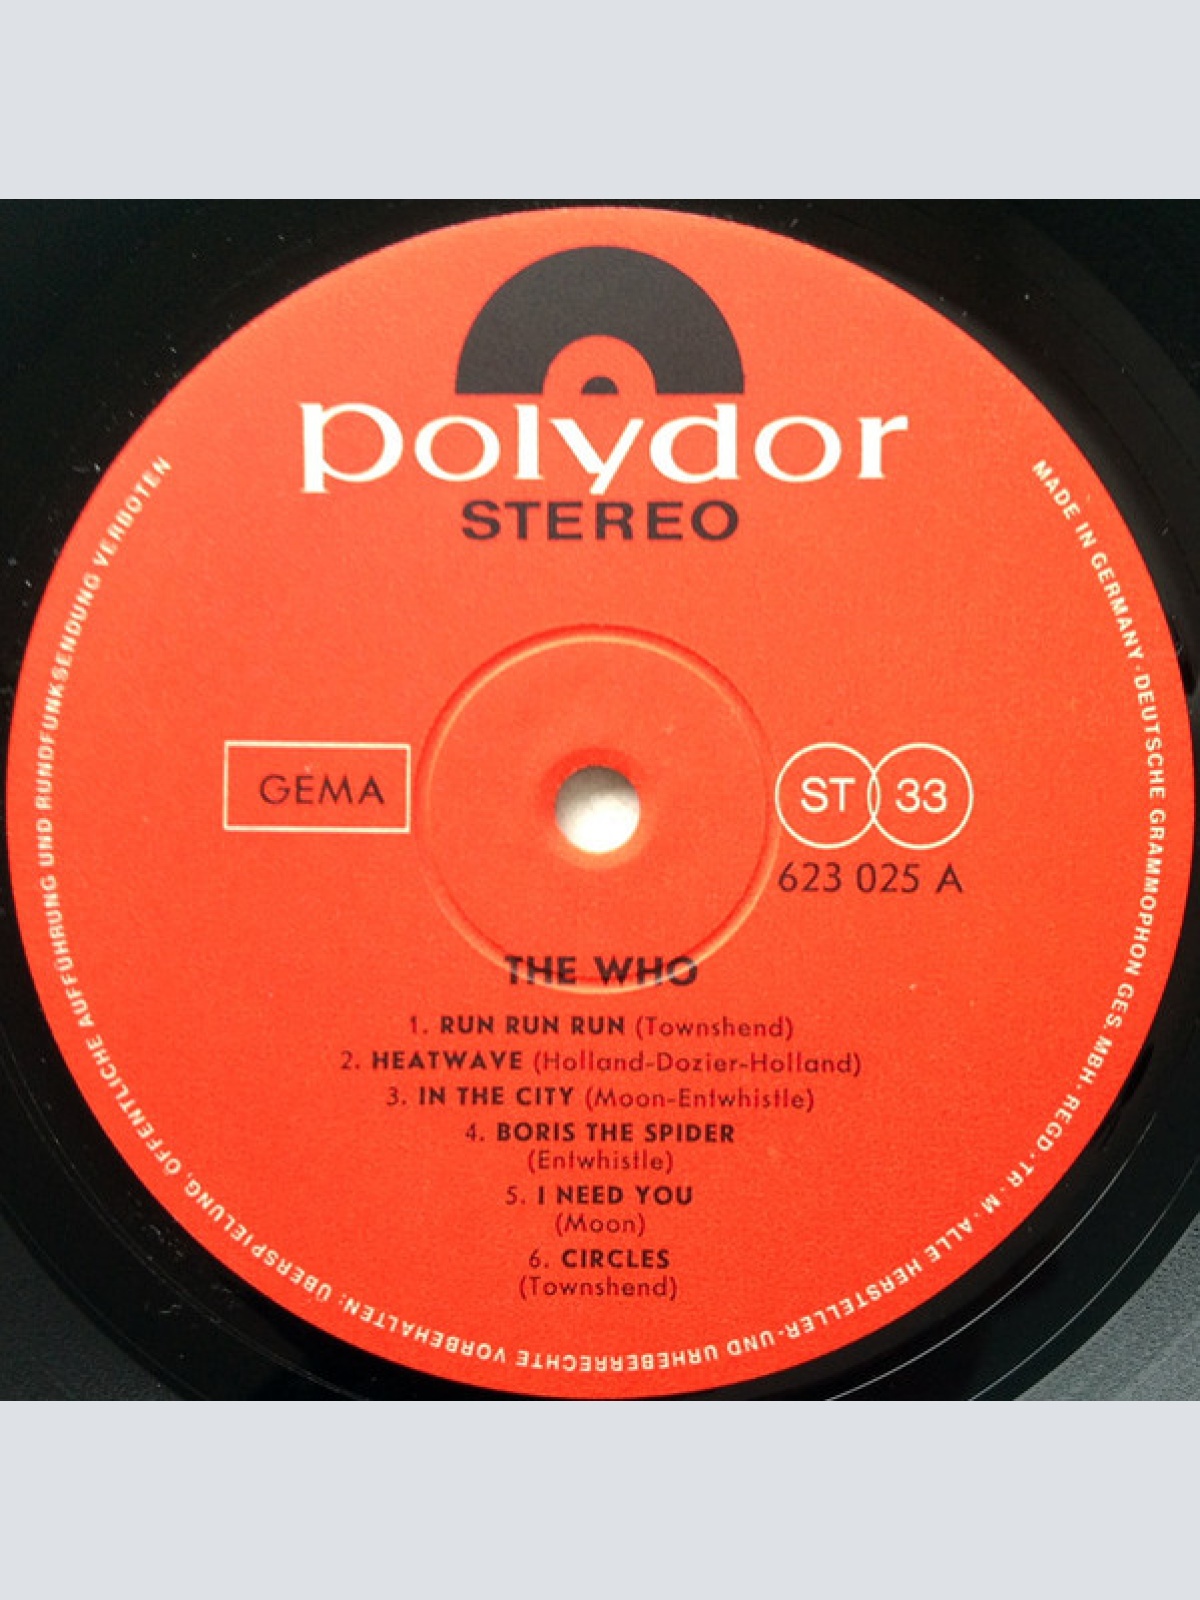 polydor
STEREO
GEMA
ST 33
623 025 A
THE WHO
1. RUN RUN RUN (Townshend)
2. HEATWAVE (Holland-Dozier-Holland)
3. IN THE CITY (Moon-Entwhistle)
4. BORIS THE SPIDER
(Entwhistle)
5. I NEED YOU
(Moon)
6. CIRCLES
(Townshend)
MADE IN GERMANY · DEUTSCHE GRAMMOPHON GES. MBH. REGD · TR · M · ALLE HERSTELLER- UND URHEBERRECHTE VORBEHALTEN; ÜBERSPIELUNG, ÖFFENTLICHE AUFFÜHRUNG UND RUNDFUNKSENDUNG VERBOTEN